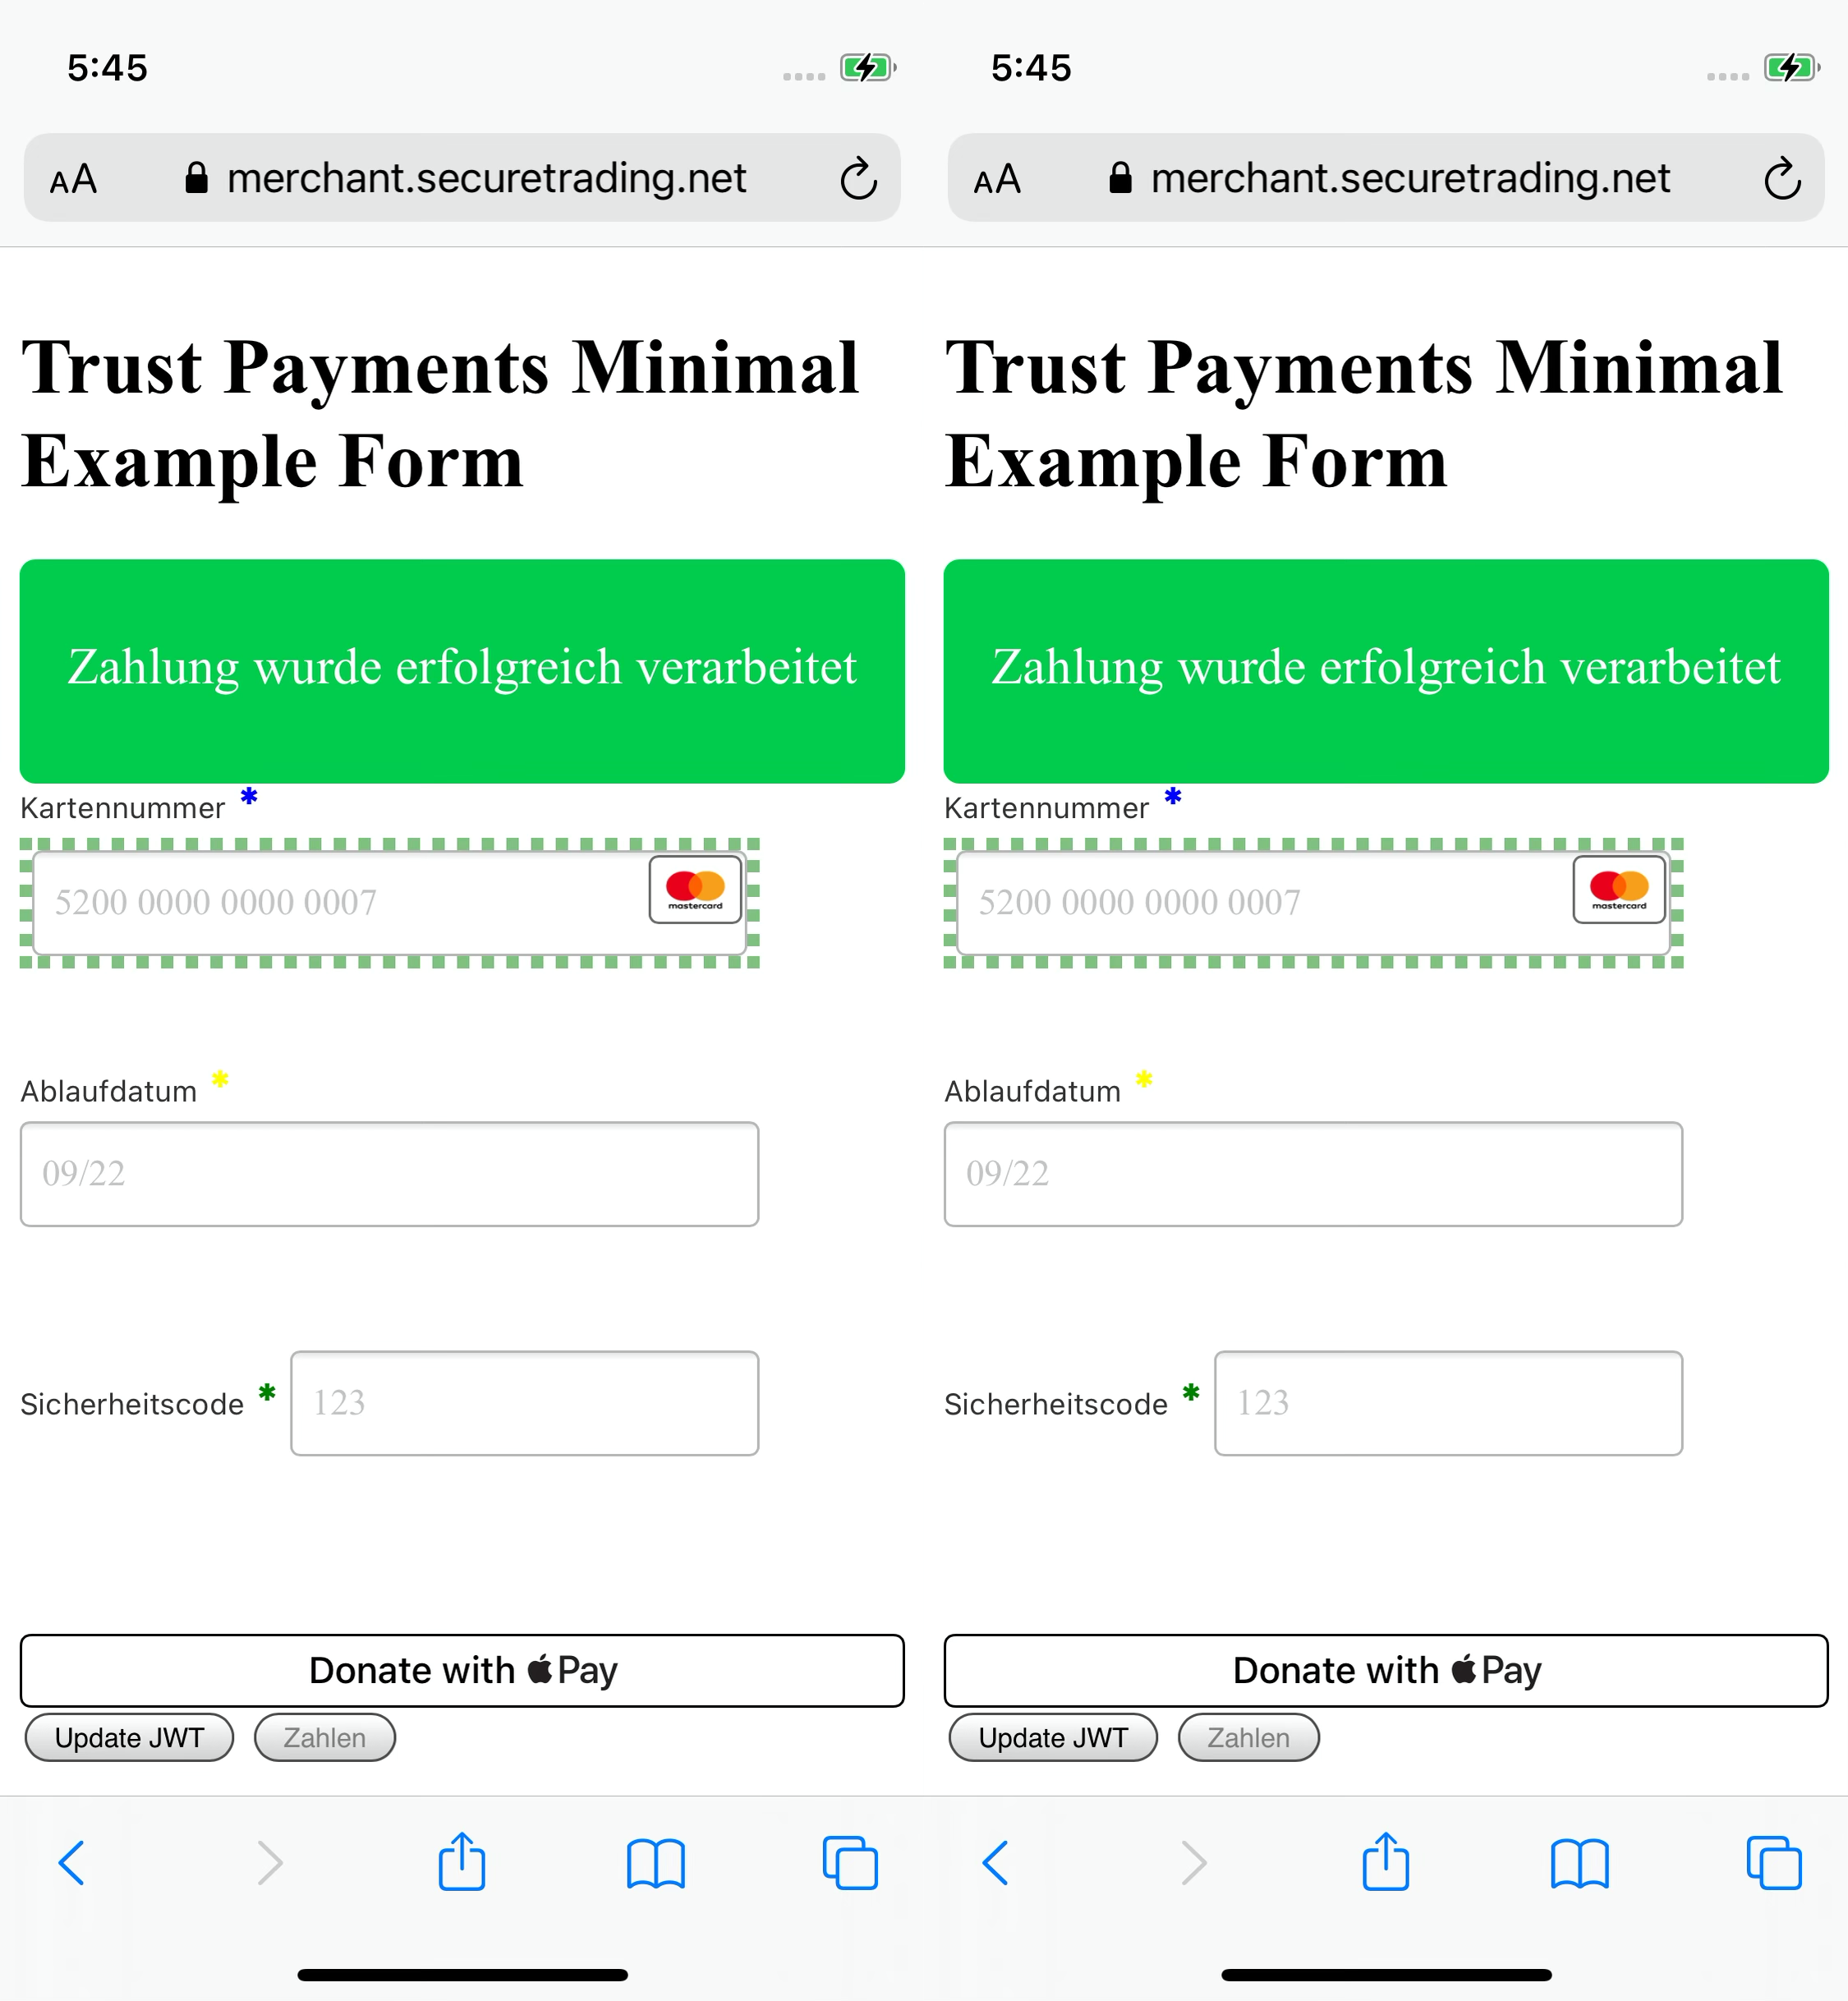 5:45
AA merchant.securetrading.net
Trust Payments Minimal
Example Form
Zahlung wurde erfolgreich verarbeitet
Kartennummer *
5200 0000 0000 0007
mastercard
Ablaufdatum *
09/22
Sicherheitscode *
123
Donate with Pay
Update JWT
Zahlen
5:45
AA merchant.securetrading.net
Trust Payments Minimal
Example Form
Zahlung wurde erfolgreich verarbeitet
Kartennummer *
5200 0000 0000 0007
mastercard
Ablaufdatum *
09/22
Sicherheitscode *
123
Donate with Pay
Update JWT
Zahlen